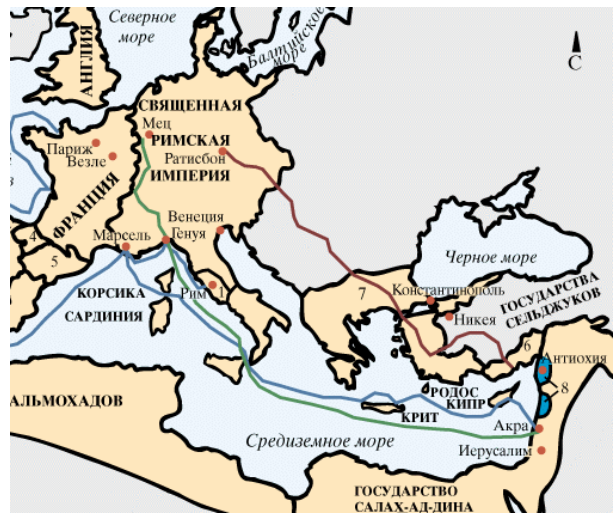 Северное
море
Балтийское
море
С
АНГЛИЯ
СВЯЩЕННАЯ
Мец
РИМСКАЯ
Париж
Ратисбон
Везле
ИМПЕРИЯ
З
ФРАНЦИЯ
Венеция
Генуя
4
Марсель
5
Черное море
Константинополь
ГОСУДАРСТВА
СЕЛЬДЖУКОВ
7
Никея
КОРСИКА
Рим
1
САРДИНИЯ
6
Антиохия
8
РОДОС
КИПР
АЛЬМОХАДОВ
КРИТ
Акра
Средиземное море
Иерусалим
ГОСУДАРСТВО
САЛАХ-АД-ДИНА